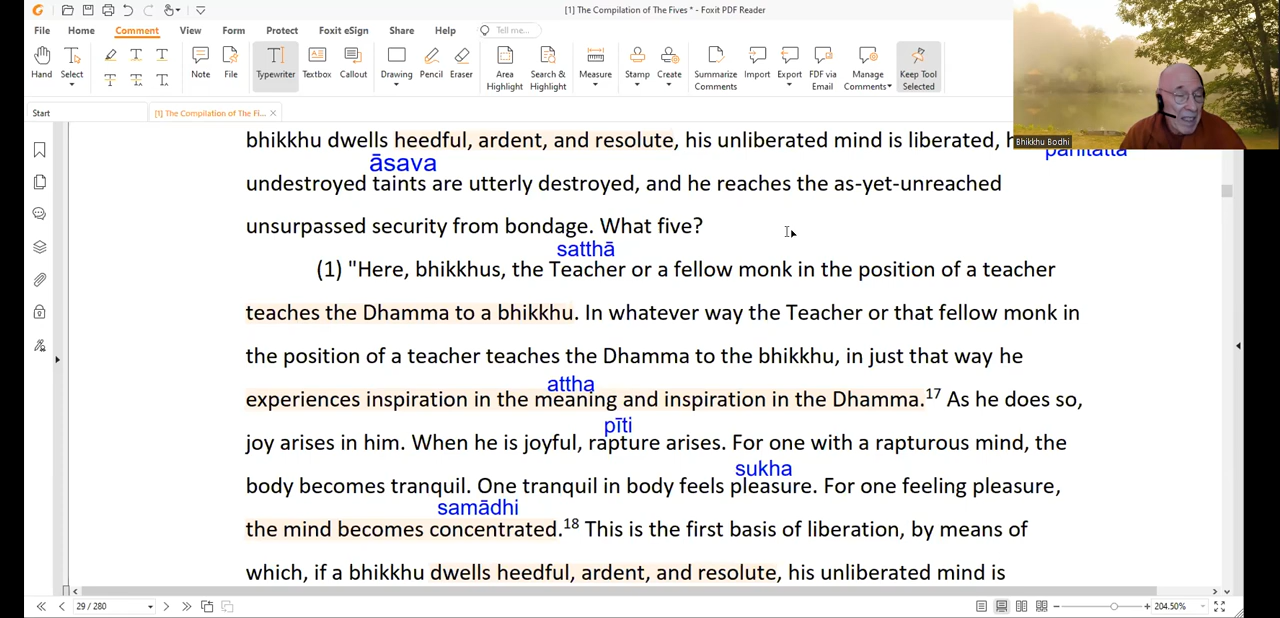 [1] The Compilation of The Fives * - Foxit PDF Reader
File Home Comment View Form Protect Foxit eSign Share Help Tell me...
Hand Select Note File Typewriter Textbox Callout Drawing Pencil Eraser Area Highlight Search & Highlight Measure Stamp Create Summarize Comments Import Export FDF via Email Manage Comments Keep Tool Selected
Start [1] The Compilation of The Fi...
Bhikkhu Bodhi
bhikkhu dwells heedful, ardent, and resolute, his unliberated mind is liberated, h
āsava pahitatta
undestroyed taints are utterly destroyed, and he reaches the as-yet-unreached
unsurpassed security from bondage. What five?
satthā
(1) "Here, bhikkhus, the Teacher or a fellow monk in the position of a teacher
teaches the Dhamma to a bhikkhu. In whatever way the Teacher or that fellow monk in
the position of a teacher teaches the Dhamma to the bhikkhu, in just that way he
attha
experiences inspiration in the meaning and inspiration in the Dhamma.17 As he does so,
pīti
joy arises in him. When he is joyful, rapture arises. For one with a rapturous mind, the
sukha
body becomes tranquil. One tranquil in body feels pleasure. For one feeling pleasure,
samādhi
the mind becomes concentrated.18 This is the first basis of liberation, by means of
which, if a bhikkhu dwells heedful, ardent, and resolute, his unliberated mind is
29 / 280 204.50%